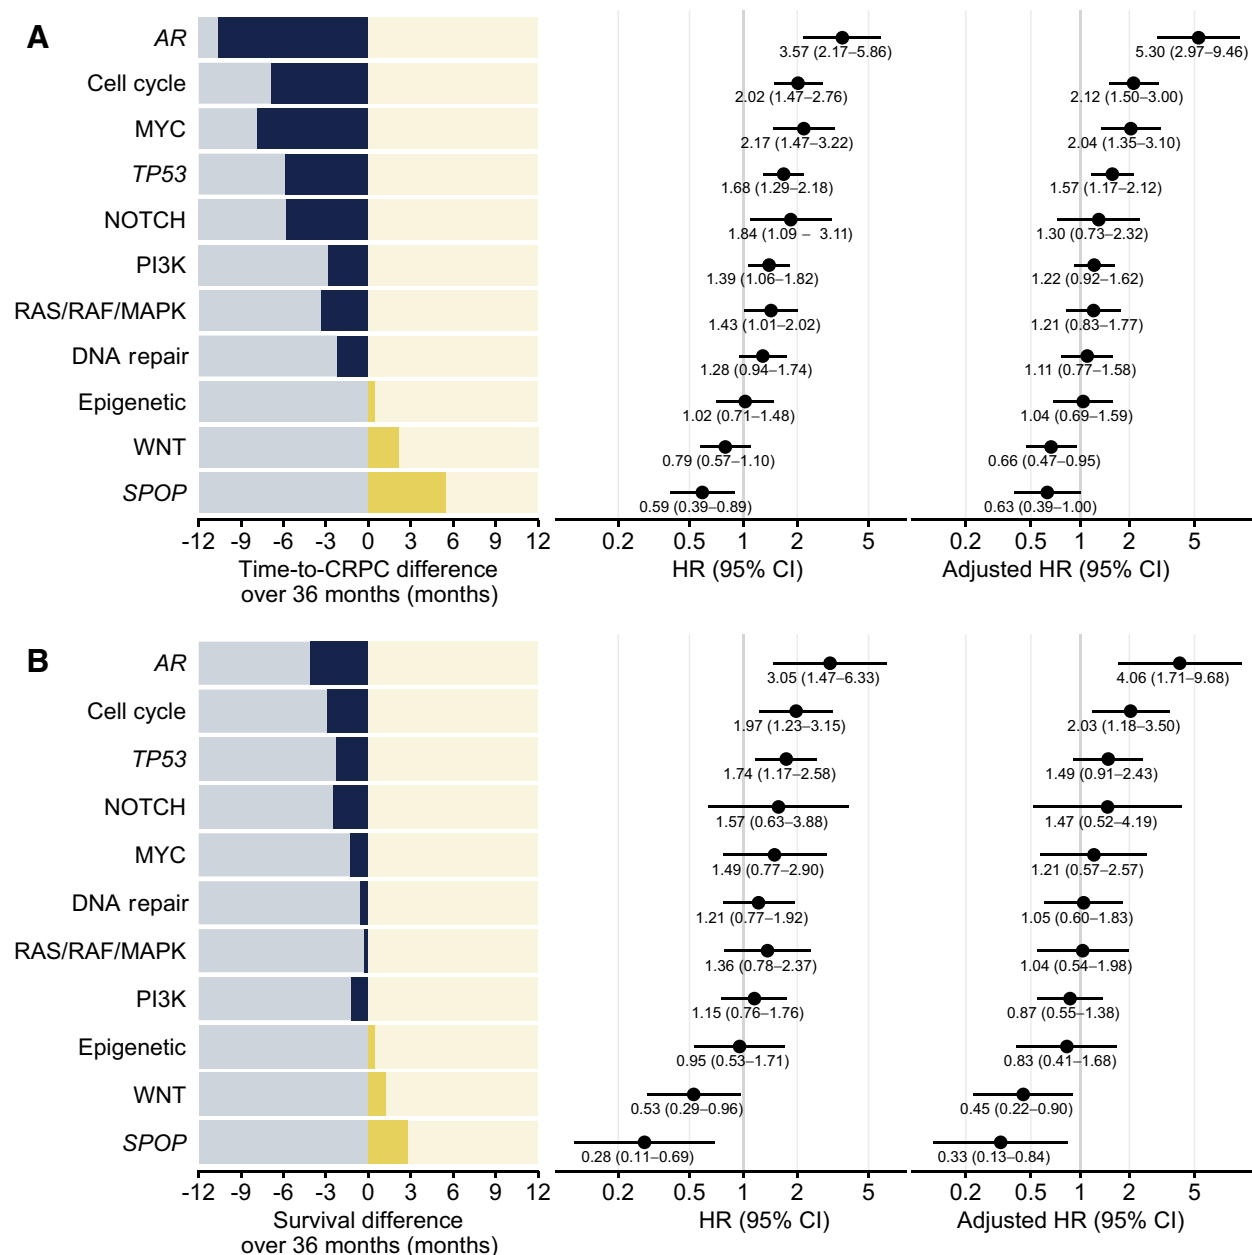 A
AR
3.57 (2.17–5.86)
5.30 (2.97–9.46)
Cell cycle
2.02 (1.47–2.76)
2.12 (1.50–3.00)
MYC
2.17 (1.47–3.22)
2.04 (1.35–3.10)
TP53
1.68 (1.29–2.18)
1.57 (1.17–2.12)
NOTCH
1.84 (1.09 – 3.11)
1.30 (0.73–2.32)
PI3K
1.39 (1.06–1.82)
1.22 (0.92–1.62)
RAS/RAF/MAPK
1.43 (1.01–2.02)
1.21 (0.83–1.77)
DNA repair
1.28 (0.94–1.74)
1.11 (0.77–1.58)
Epigenetic
1.02 (0.71–1.48)
1.04 (0.69–1.59)
WNT
0.79 (0.57–1.10)
0.66 (0.47–0.95)
SPOP
0.59 (0.39–0.89)
0.63 (0.39–1.00)
-12 -9 -6 -3 0 3 6 9 12
0.2 0.5 1 2 5
0.2 0.5 1 2 5
Time-to-CRPC difference
over 36 months (months)
HR (95% CI)
Adjusted HR (95% CI)
B
AR
3.05 (1.47–6.33)
4.06 (1.71–9.68)
Cell cycle
1.97 (1.23–3.15)
2.03 (1.18–3.50)
TP53
1.74 (1.17–2.58)
1.49 (0.91–2.43)
NOTCH
1.57 (0.63–3.88)
1.47 (0.52–4.19)
MYC
1.49 (0.77–2.90)
1.21 (0.57–2.57)
DNA repair
1.21 (0.77–1.92)
1.05 (0.60–1.83)
RAS/RAF/MAPK
1.36 (0.78–2.37)
1.04 (0.54–1.98)
PI3K
1.15 (0.76–1.76)
0.87 (0.55–1.38)
Epigenetic
0.95 (0.53–1.71)
0.83 (0.41–1.68)
WNT
0.53 (0.29–0.96)
0.45 (0.22–0.90)
SPOP
0.28 (0.11–0.69)
0.33 (0.13–0.84)
-12 -9 -6 -3 0 3 6 9 12
0.2 0.5 1 2 5
0.2 0.5 1 2 5
Survival difference
over 36 months (months)
HR (95% CI)
Adjusted HR (95% CI)